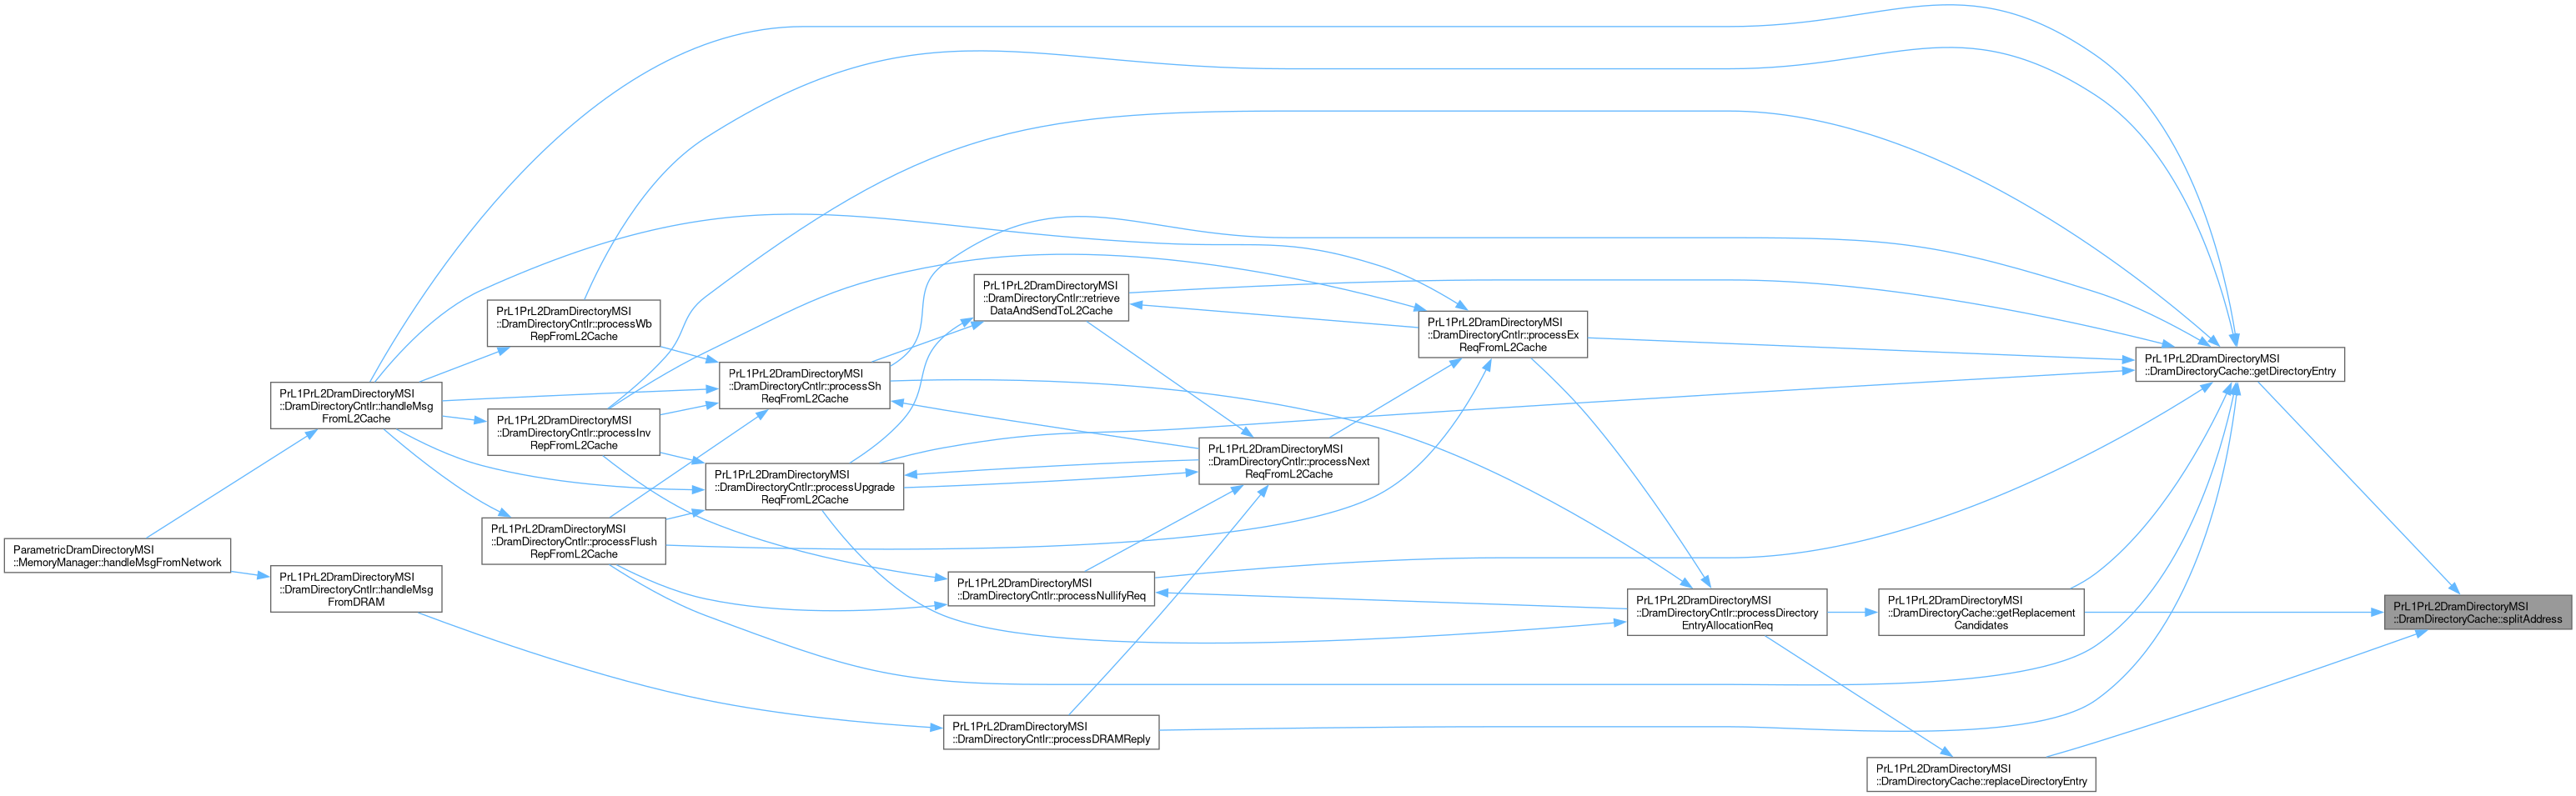 PrL1PrL2DramDirectoryMSI
::DramDirectoryCntlr::retrieve
DataAndSendToL2Cache
PrL1PrL2DramDirectoryMSI
::DramDirectoryCntlr::processWb
RepFromL2Cache
PrL1PrL2DramDirectoryMSI
::DramDirectoryCntlr::processEx
ReqFromL2Cache
PrL1PrL2DramDirectoryMSI
::DramDirectoryCache::getDirectoryEntry
PrL1PrL2DramDirectoryMSI
::DramDirectoryCntlr::processSh
ReqFromL2Cache
PrL1PrL2DramDirectoryMSI
::DramDirectoryCntlr::handleMsg
FromL2Cache
PrL1PrL2DramDirectoryMSI
::DramDirectoryCntlr::processInv
RepFromL2Cache
PrL1PrL2DramDirectoryMSI
::DramDirectoryCntlr::processNext
ReqFromL2Cache
PrL1PrL2DramDirectoryMSI
::DramDirectoryCntlr::processUpgrade
ReqFromL2Cache
PrL1PrL2DramDirectoryMSI
::DramDirectoryCntlr::processFlush
RepFromL2Cache
ParametricDramDirectoryMSI
::MemoryManager::handleMsgFromNetwork
PrL1PrL2DramDirectoryMSI
::DramDirectoryCntlr::handleMsg
FromDRAM
PrL1PrL2DramDirectoryMSI
::DramDirectoryCntlr::processNullifyReq
PrL1PrL2DramDirectoryMSI
::DramDirectoryCntlr::processDirectory
EntryAllocationReq
PrL1PrL2DramDirectoryMSI
::DramDirectoryCache::getReplacement
Candidates
PrL1PrL2DramDirectoryMSI
::DramDirectoryCache::splitAddress
PrL1PrL2DramDirectoryMSI
::DramDirectoryCntlr::processDRAMReply
PrL1PrL2DramDirectoryMSI
::DramDirectoryCache::replaceDirectoryEntry